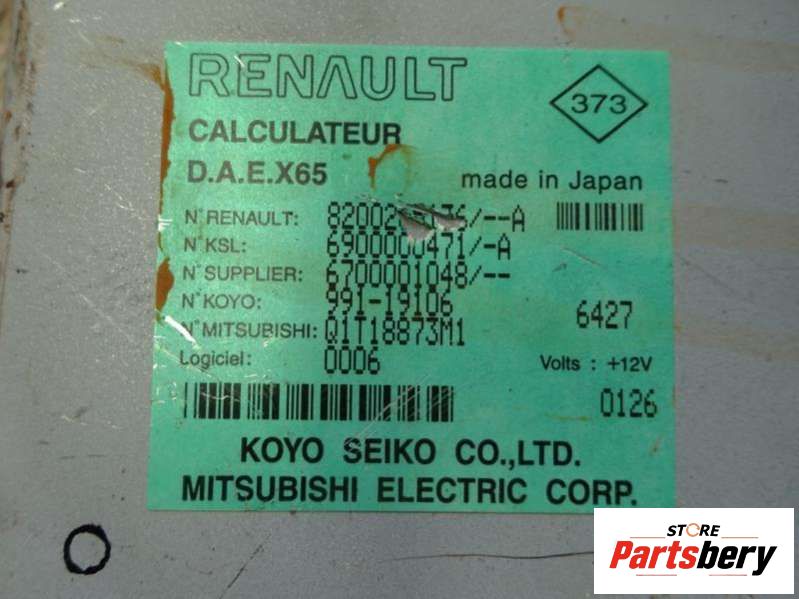 RENAULT
373
CALCULATEUR
D.A.E.X65
made in Japan
N°RENAULT:
N°KSL: 6900000471/-A
N°SUPPLIER: 6700001048/--
N°KOYO: 991-19106
N°MITSUBISHI: Q1T18873M1
6427
Logiciel: 0006
Volts : +12V
0126
KOYO SEIKO CO.,LTD.
MITSUBISHI ELECTRIC CORP.
STORE
Partsbery